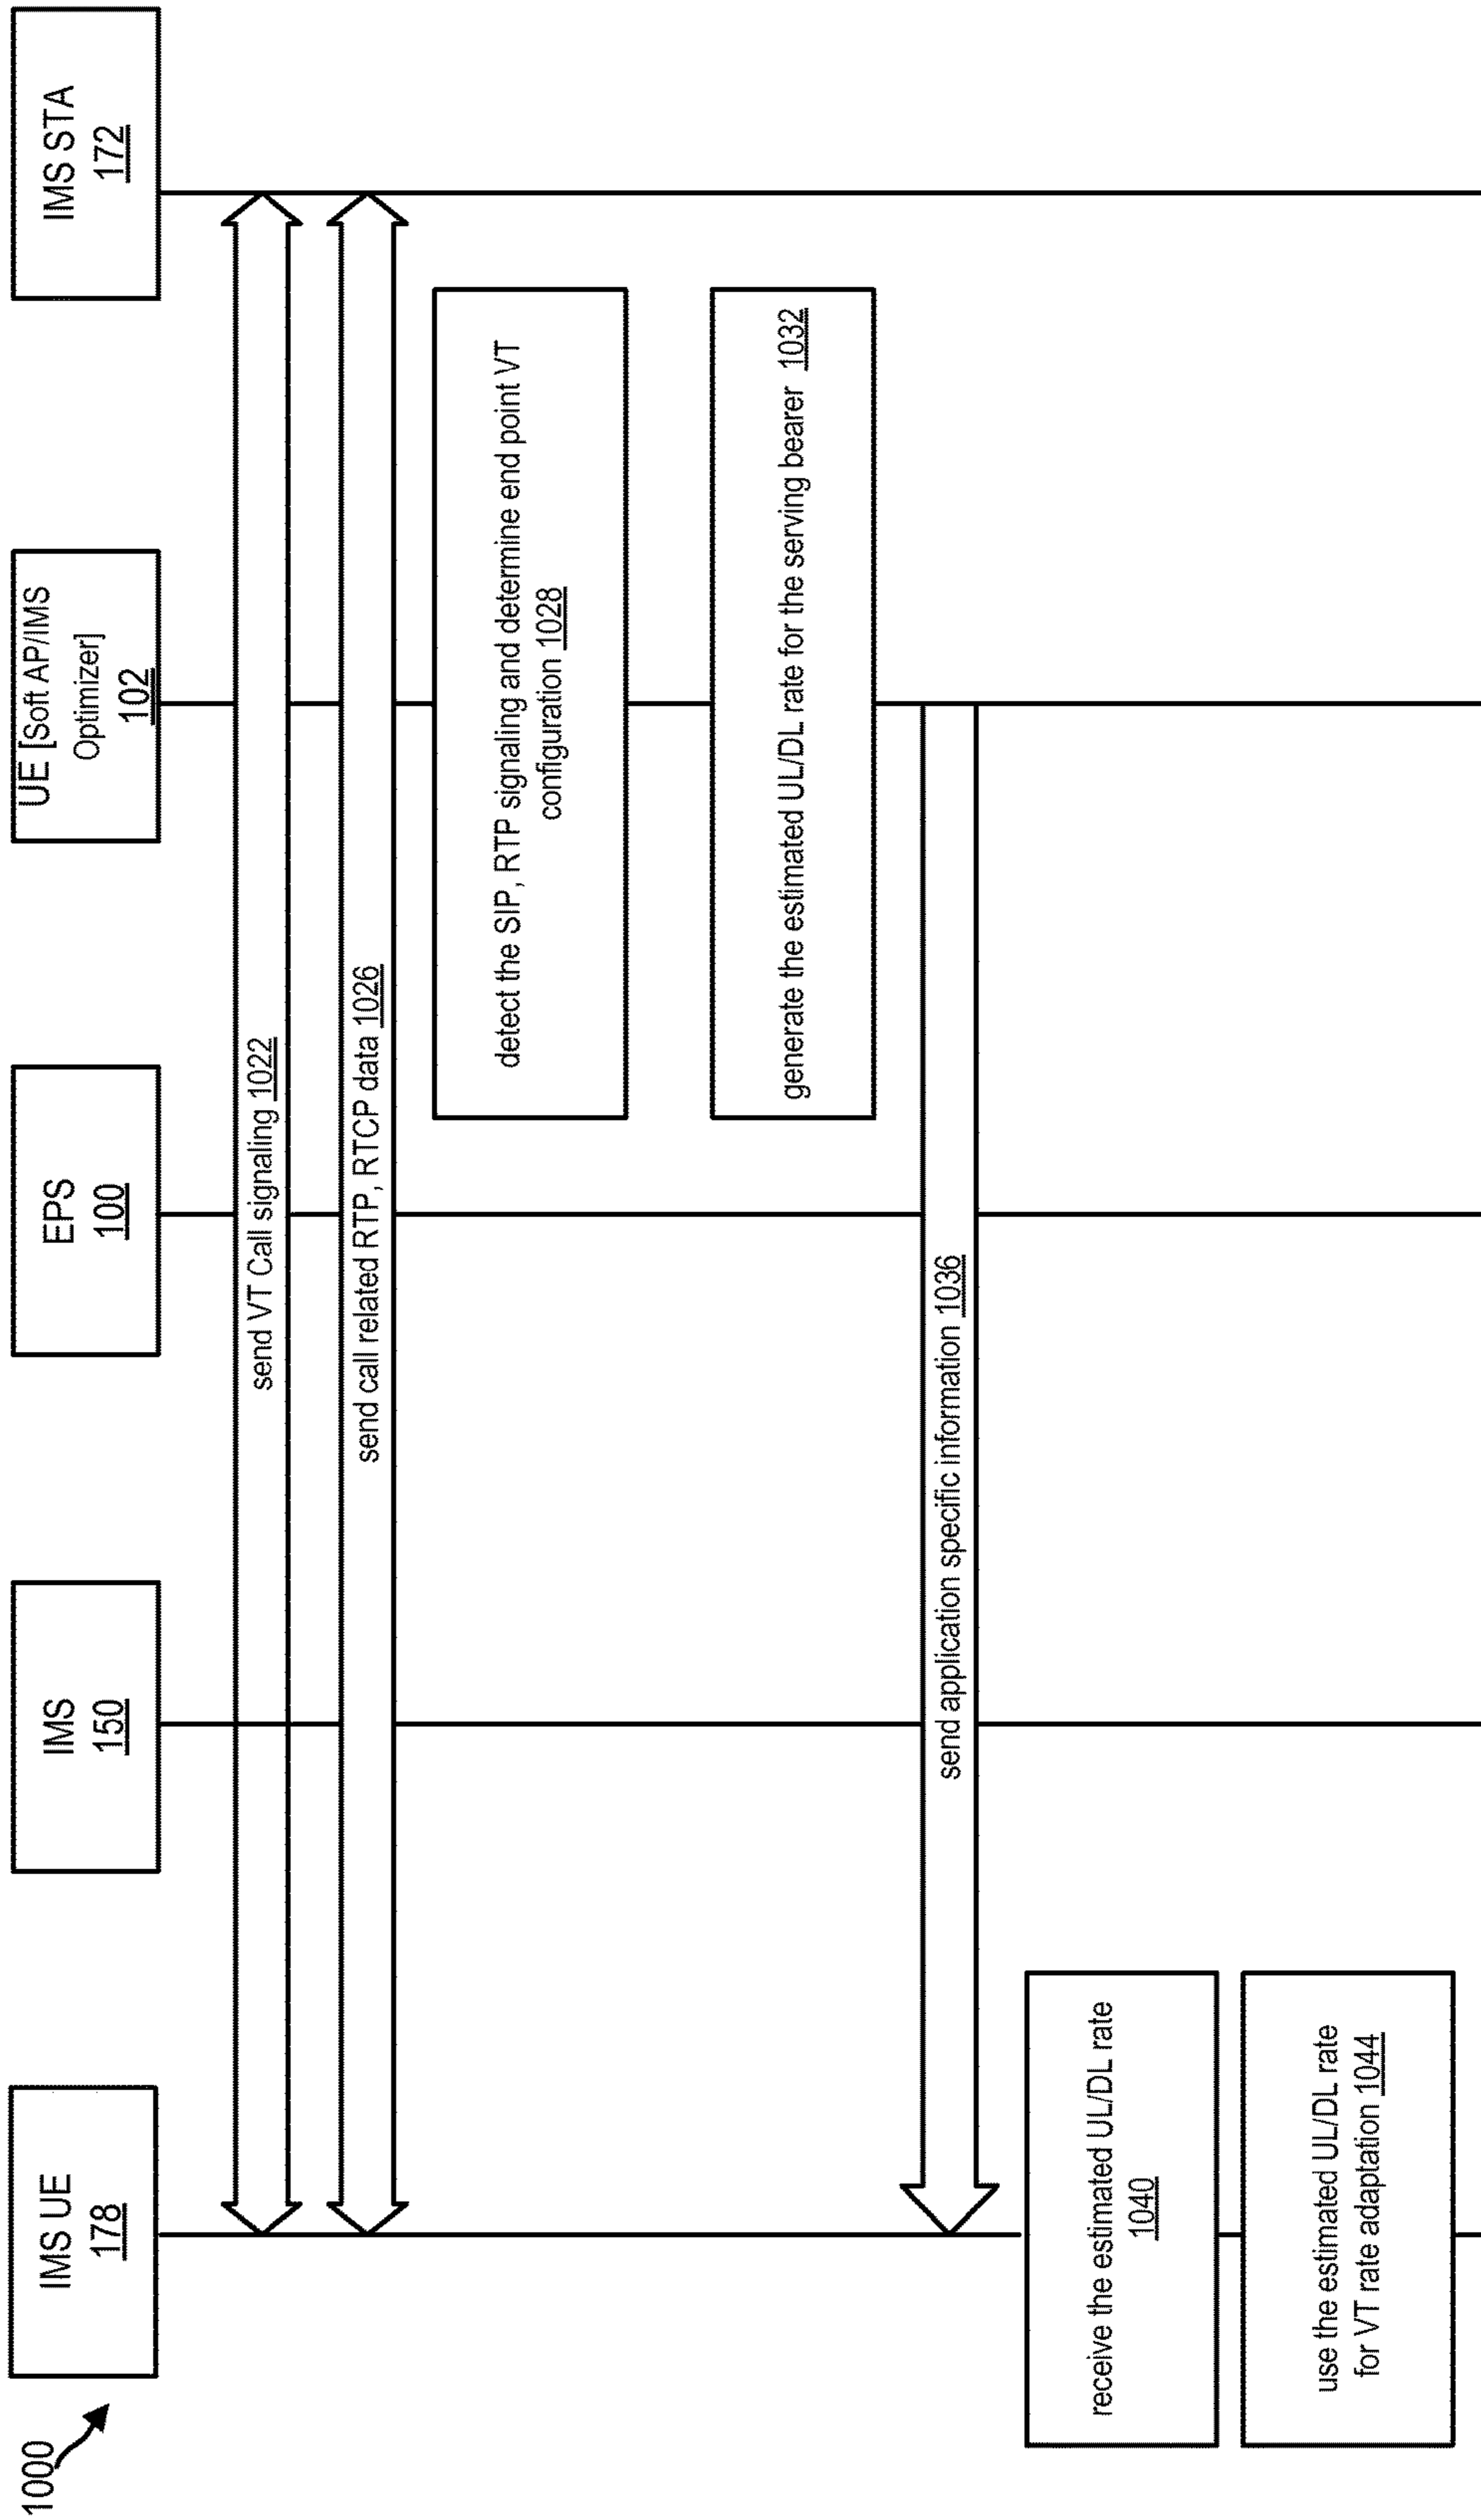 1000
IMS UE
178
IMS
150
EPS
100
UE [Soft AP/IMS
Optimizer]
102
IMS STA
172
send VT Call signaling 1022
send call related RTP, RTCP data 1026
detect the SIP, RTP signaling and determine end point VT
configuration 1028
generate the estimated UL/DL rate for the serving bearer 1032
send application specific information 1036
receive the estimated UL/DL rate
1040
use the estimated UL/DL rate
for VT rate adaptation 1044